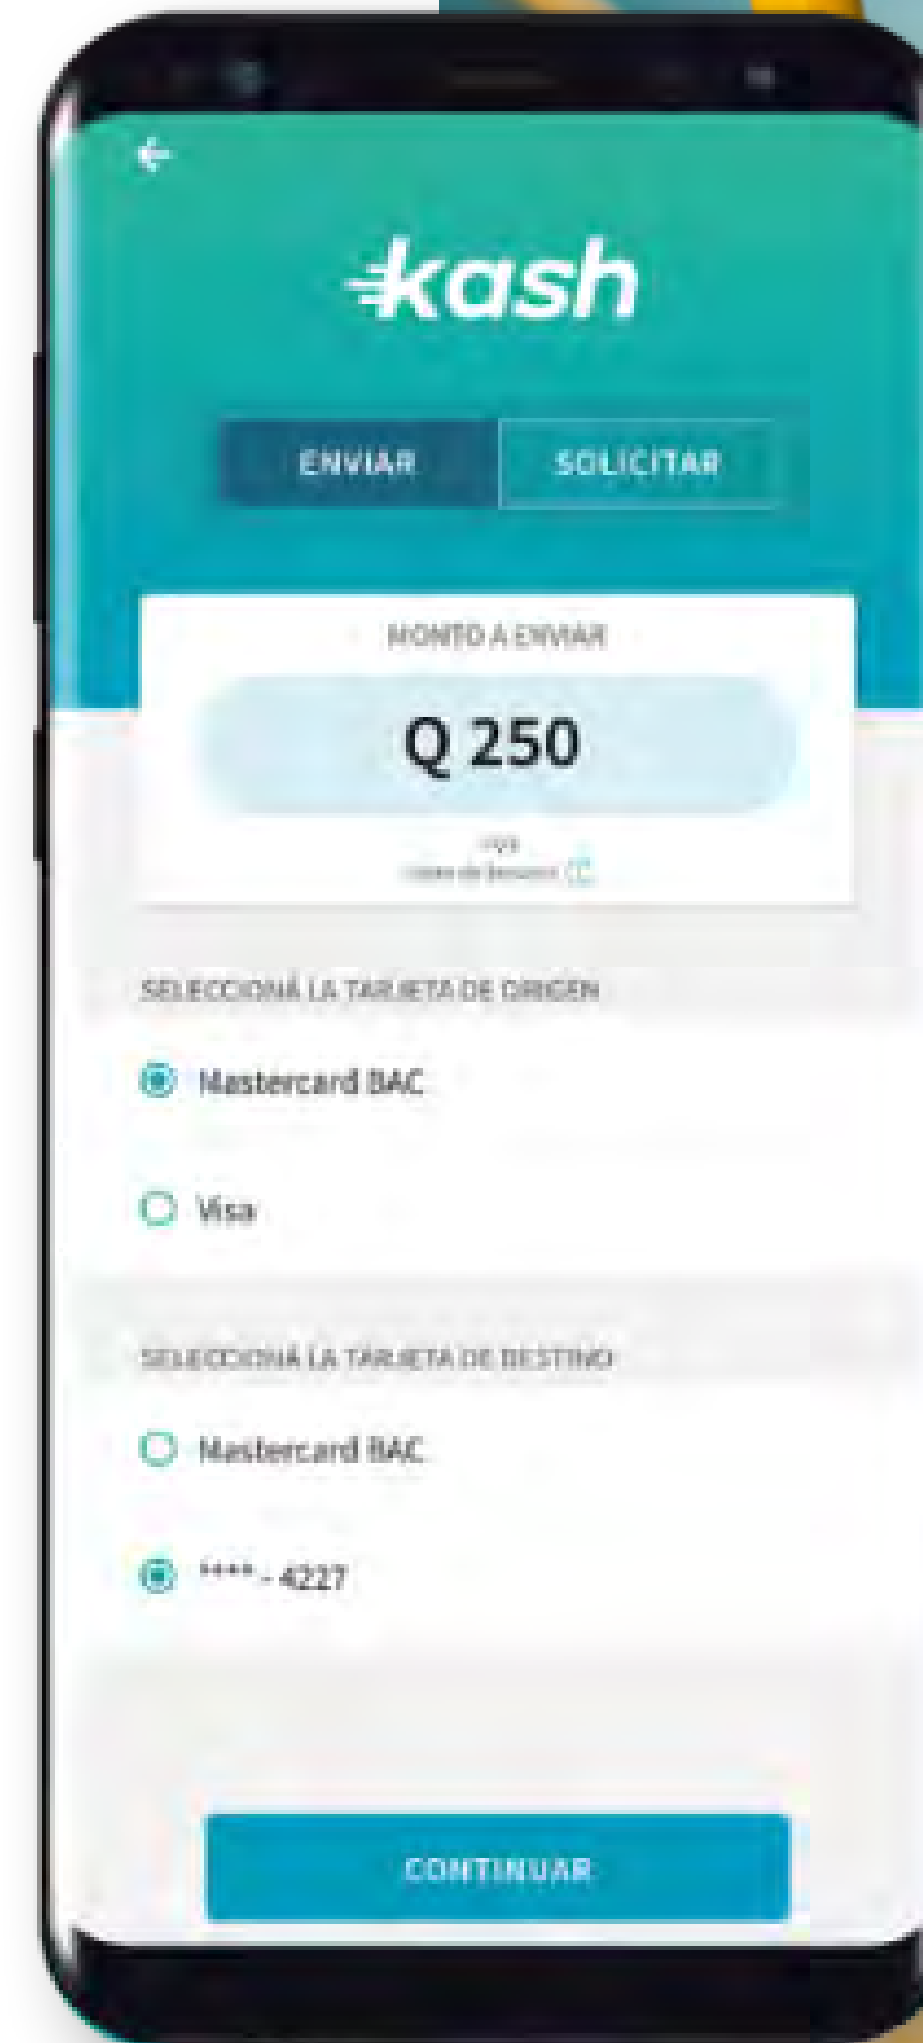 kash
ENVIAR
SOLICITAR
MONTO A ENVIAR
Q 250
SELECCIONÁ LA TARJETA DE ORIGEN
Mastercard BAC
Visa
SELECCIONÁ LA TARJETA DE DESTINO
Mastercard BAC
**** - 4227
CONTINUAR